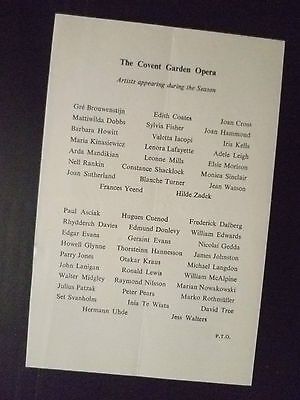 The Covent Garden Opera
Artists appearing during the Season
Gré Brouwenstijn Edith Coates Joan Cross
Mattiwilda Dobbs Sylvia Fisher Joan Hammond
Barbara Howitt Valetta Iacopi Iris Kells
Maria Kinasiewicz Lenora Lafayette Adele Leigh
Arda Mandikian Leonne Mills Elsie Morison
Nell Rankin Constance Shacklock Monica Sinclair
Joan Sutherland Blanche Turner Jean Watson
Frances Yeend Hilde Zadek
Paul Asciak Hugues Cuenod Frederick Dalberg
Rhydderch Davies Edmund Donlevy William Edwards
Edgar Evans Geraint Evans Nicolai Gedda
Howell Glynne Thorsteinn Hannesson James Johnston
Parry Jones Otakar Kraus Michael Langdon
John Lanigan Ronald Lewis William McAlpine
Walter Midgley Raymond Nilsson Marian Nowakowski
Julius Patzak Peter Pears Marko Rothmüller
Set Svanholm Inia Te Wiata David Tree
Hermann Uhde Jess Walters
P.T.O.